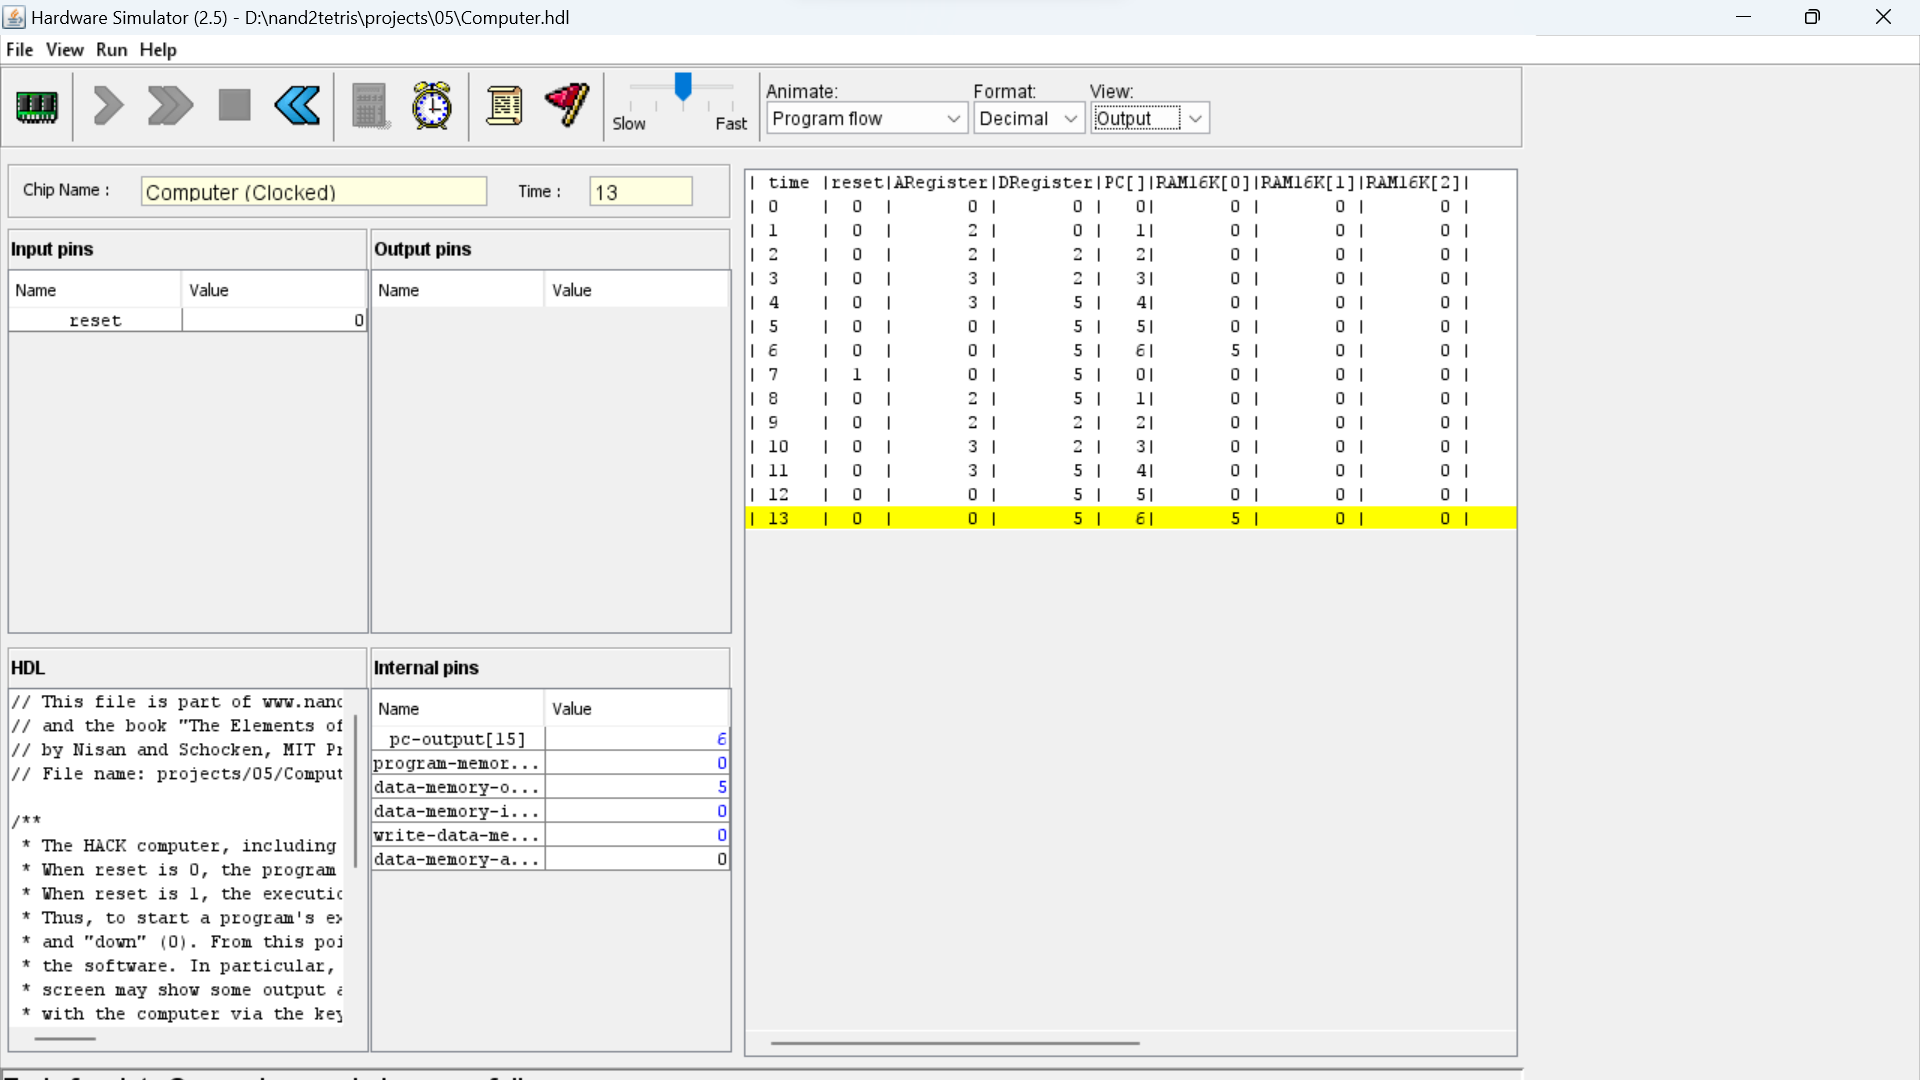 Hardware Simulator (2.5) - D:\nand2tetris\projects\05\Computer.hdl
File View Run Help
Slow Fast
Animate: Format: View:
Program flow Decimal Output
Chip Name : Computer (Clocked) Time : 13
Input pins
Name Value
reset 0
Output pins
Name Value
HDL
// This file is part of www.nand
// and the book "The Elements of
// by Nisan and Schocken, MIT Pr
// File name: projects/05/Comput
/**
* The HACK computer, including
* When reset is 0, the program
* When reset is 1, the executio
* Thus, to start a program's ex
* and "down" (0). From this poi
* the software. In particular,
* screen may show some output a
* with the computer via the key
Internal pins
Name Value
pc-output[15] 6
program-memor... 0
data-memory-o... 5
data-memory-i... 0
write-data-me... 0
data-memory-a... 0
| time |reset|ARegister|DRegister|PC[]|RAM16K[0]|RAM16K[1]|RAM16K[2]|
| 0 | 0 | 0 | 0 | 0| 0 | 0 | 0 |
| 1 | 0 | 2 | 0 | 1| 0 | 0 | 0 |
| 2 | 0 | 2 | 2 | 2| 0 | 0 | 0 |
| 3 | 0 | 3 | 2 | 3| 0 | 0 | 0 |
| 4 | 0 | 3 | 5 | 4| 0 | 0 | 0 |
| 5 | 0 | 0 | 5 | 5| 0 | 0 | 0 |
| 6 | 0 | 0 | 5 | 6| 5 | 0 | 0 |
| 7 | 1 | 0 | 5 | 0| 0 | 0 | 0 |
| 8 | 0 | 2 | 5 | 1| 0 | 0 | 0 |
| 9 | 0 | 2 | 2 | 2| 0 | 0 | 0 |
| 10 | 0 | 3 | 2 | 3| 0 | 0 | 0 |
| 11 | 0 | 3 | 5 | 4| 0 | 0 | 0 |
| 12 | 0 | 0 | 5 | 5| 0 | 0 | 0 |
| 13 | 0 | 0 | 5 | 6| 5 | 0 | 0 |